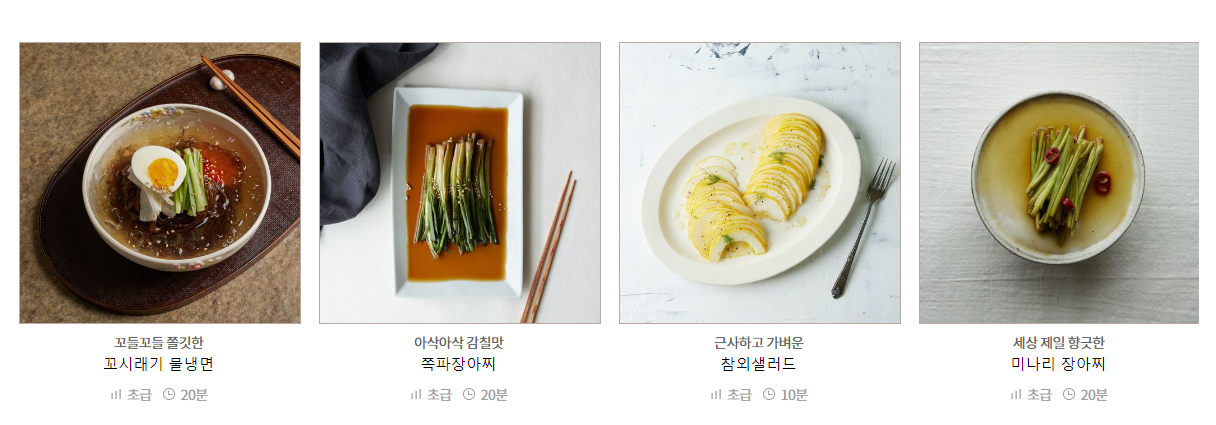 꼬들꼬들 쫄깃한
꼬시래기 물냉면
초급 20분
아삭아삭 감칠맛
쪽파장아찌
초급 20분
근사하고 가벼운
참외샐러드
초급 10분
세상 제일 향긋한
미나리 장아찌
초급 20분